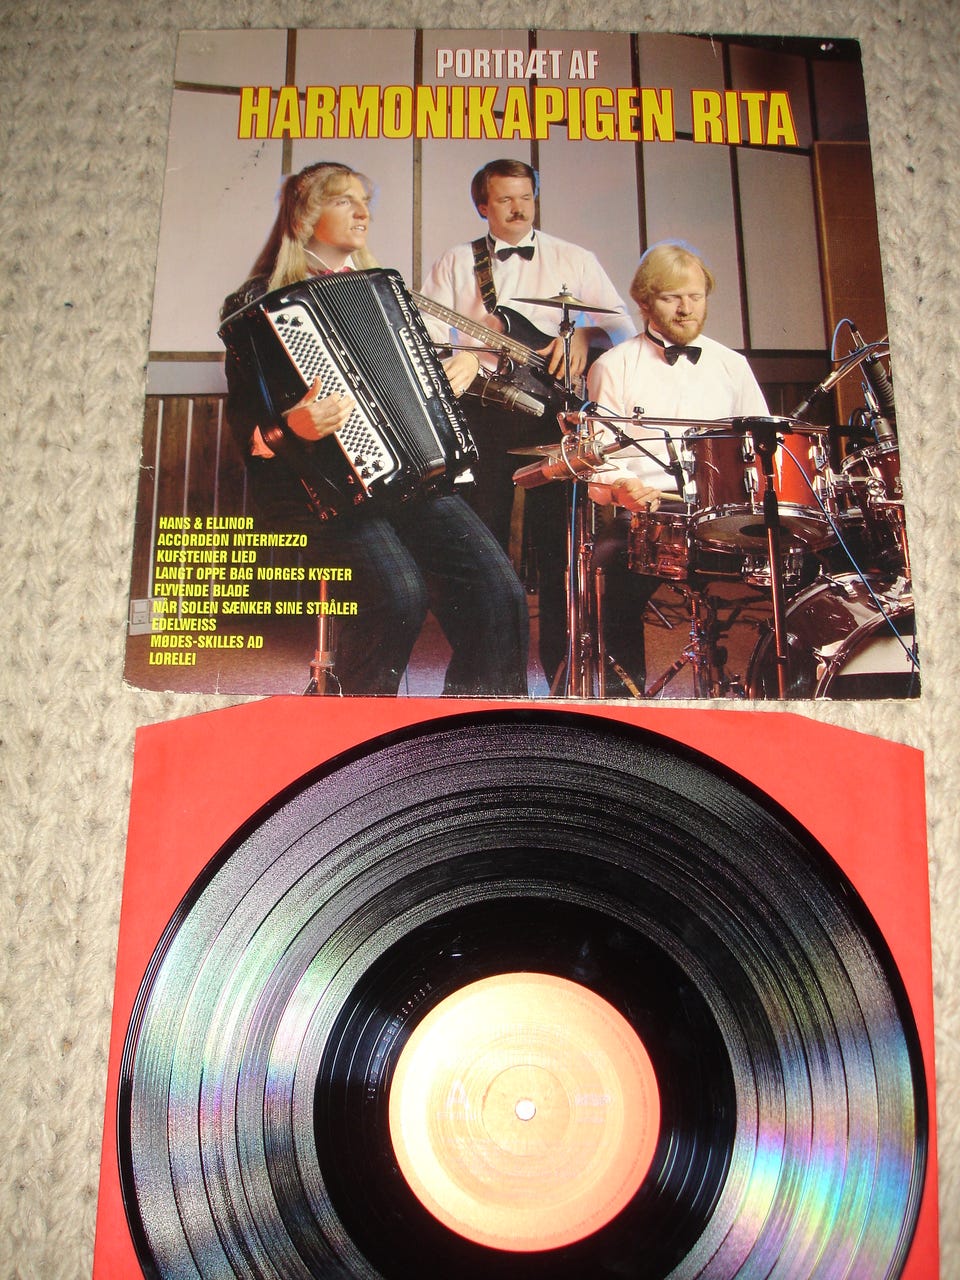 PORTRÆT AF
HARMONIKAPIGEN RITA
HANS & ELLINOR
ACCORDEON INTERMEZZO
KUFSTEINER LIED
LANGT OPPE BAG NORGES KYSTER
FLYVENDE BLADE
NÅR SOLEN SÆNKER SINE STRÅLER
EDELWEISS
MØDES-SKILLES AD
LORELEI